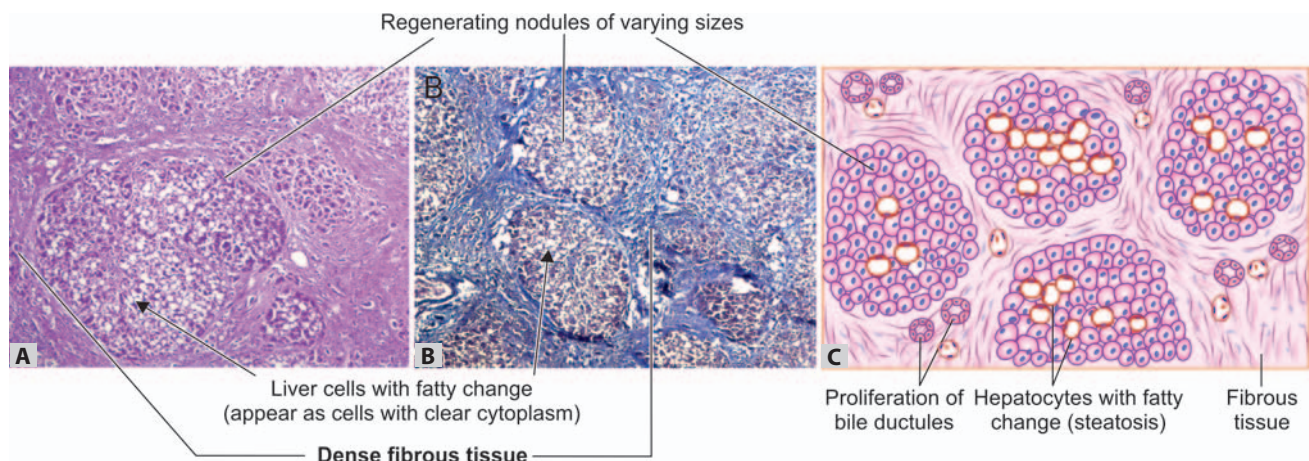 Regenerating nodules of varying sizes
B
A
B
C
Liver cells with fatty change
(appear as cells with clear cytoplasm)
Dense fibrous tissue
Proliferation of
bile ductules
Hepatocytes with fatty
change (steatosis)
Fibrous
tissue